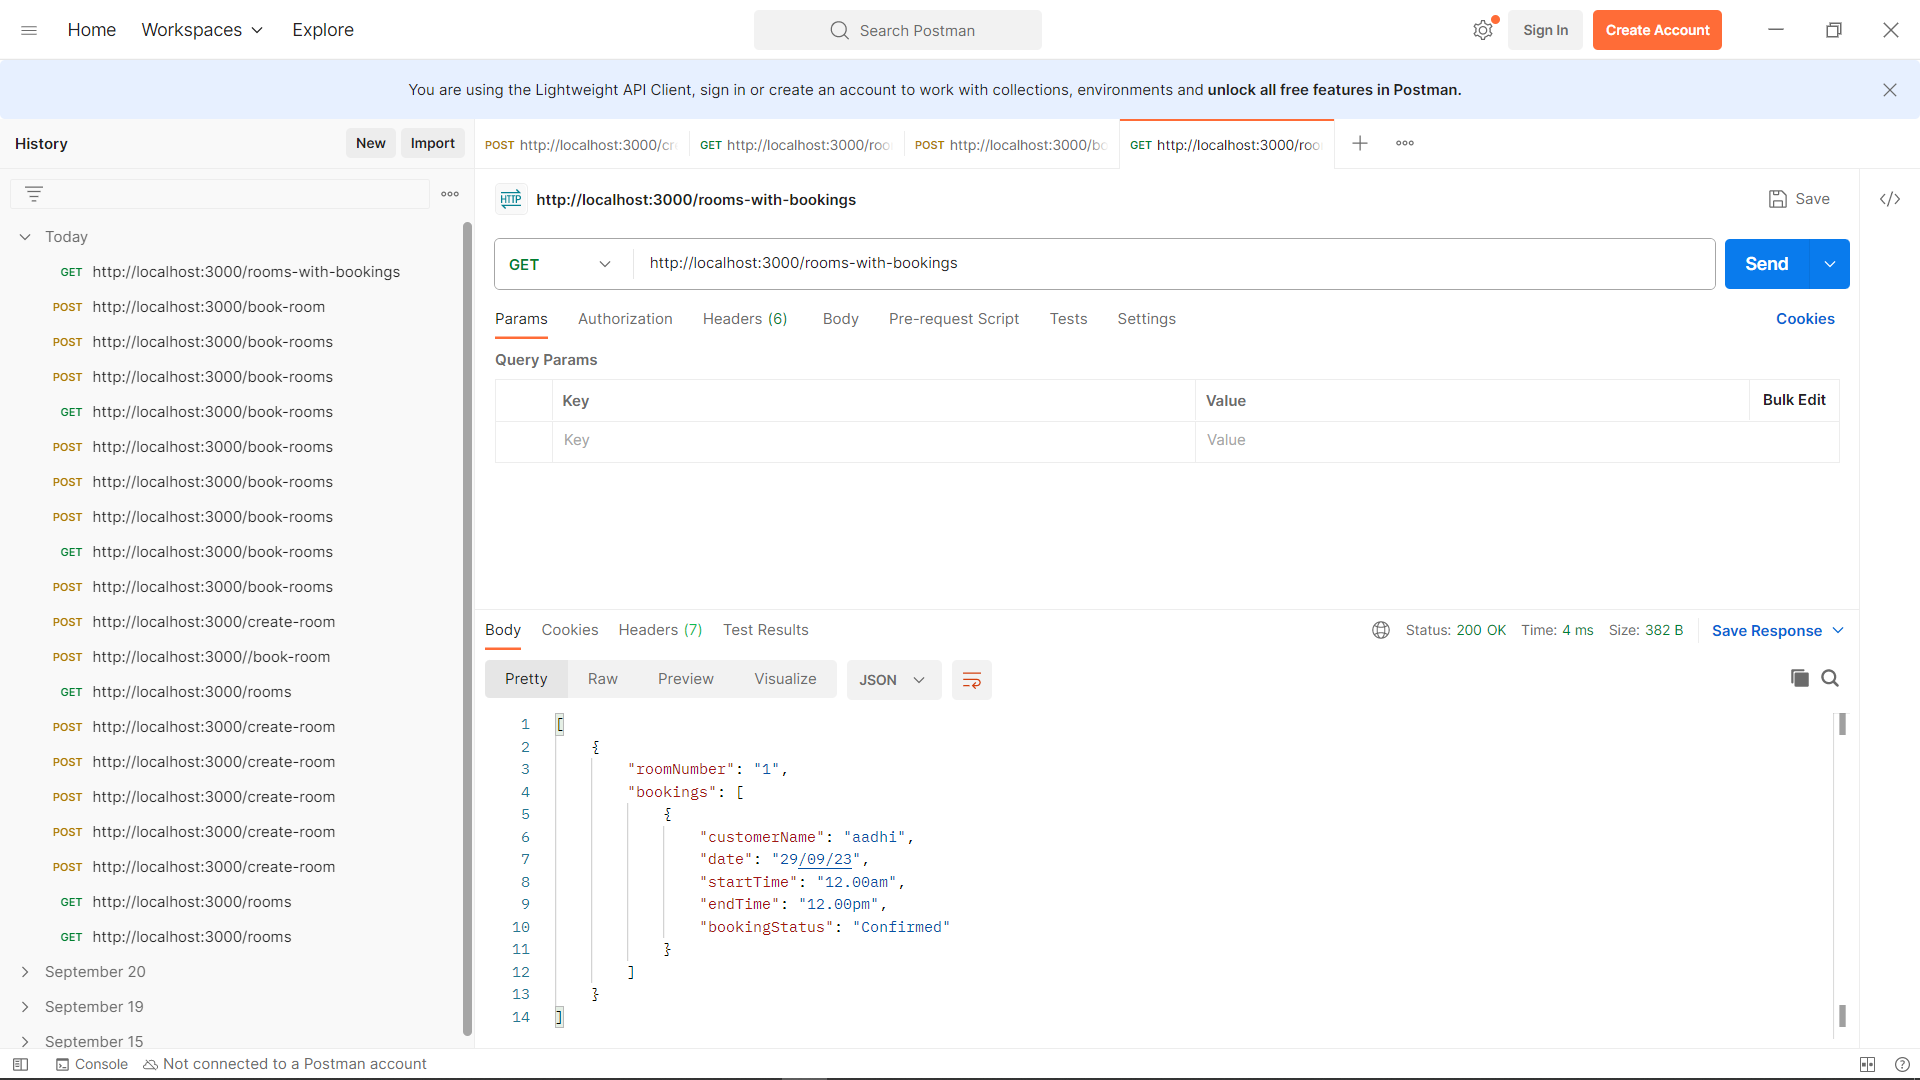 Home Workspaces Explore
Search Postman
Sign In Create Account
You are using the Lightweight API Client, sign in or create an account to work with collections, environments and unlock all free features in Postman.
History New Import
POST http://localhost:3000/cr GET http://localhost:3000/roo POST http://localhost:3000/bo GET http://localhost:3000/roo
Today
GET http://localhost:3000/rooms-with-bookings
POST http://localhost:3000/book-room
POST http://localhost:3000/book-rooms
POST http://localhost:3000/book-rooms
GET http://localhost:3000/book-rooms
POST http://localhost:3000/book-rooms
POST http://localhost:3000/book-rooms
POST http://localhost:3000/book-rooms
GET http://localhost:3000/book-rooms
POST http://localhost:3000/book-rooms
POST http://localhost:3000/create-room
POST http://localhost:3000//book-room
GET http://localhost:3000/rooms
POST http://localhost:3000/create-room
POST http://localhost:3000/create-room
POST http://localhost:3000/create-room
POST http://localhost:3000/create-room
POST http://localhost:3000/create-room
GET http://localhost:3000/rooms
GET http://localhost:3000/rooms
September 20
September 19
September 15
HTTP http://localhost:3000/rooms-with-bookings Save </>
GET http://localhost:3000/rooms-with-bookings Send
Params Authorization Headers (6) Body Pre-request Script Tests Settings Cookies
Query Params
Key Value Bulk Edit
Key Value
Body Cookies Headers (7) Test Results Status: 200 OK Time: 4 ms Size: 382 B Save Response
Pretty Raw Preview Visualize JSON
1 [
2 {
3 "roomNumber": "1",
4 "bookings": [
5 {
6 "customerName": "aadhi",
7 "date": "29/09/23",
8 "startTime": "12.00am",
9 "endTime": "12.00pm",
10 "bookingStatus": "Confirmed"
11 }
12 ]
13 }
14 ]
Console Not connected to a Postman account